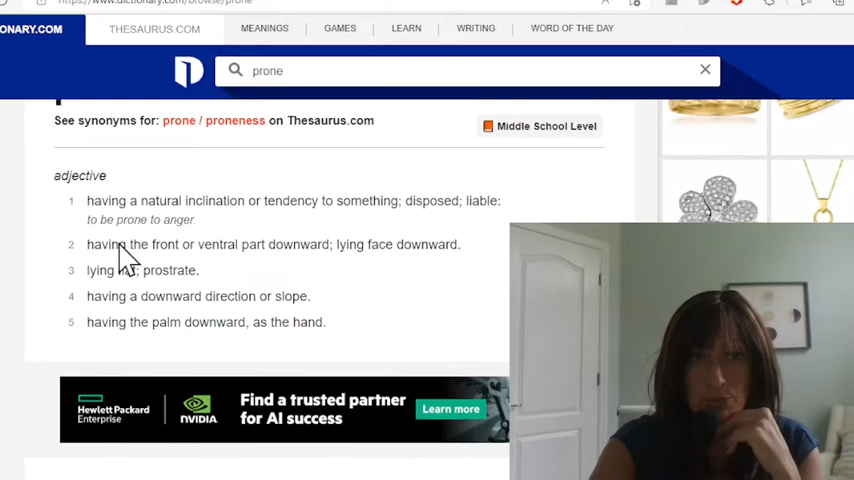 https://www.dictionary.com/browse/prone
ONARY.COM THESAURUS.COM MEANINGS GAMES LEARN WRITING WORD OF THE DAY
prone
See synonyms for: prone / proneness on Thesaurus.com
Middle School Level
adjective
1 having a natural inclination or tendency to something; disposed; liable:
to be prone to anger.
2 having the front or ventral part downward; lying face downward.
3 lying ; prostrate.
4 having a downward direction or slope.
5 having the palm downward, as the hand.
Hewlett Packard
Enterprise
NVIDIA
Find a trusted partner
for AI success
Learn more